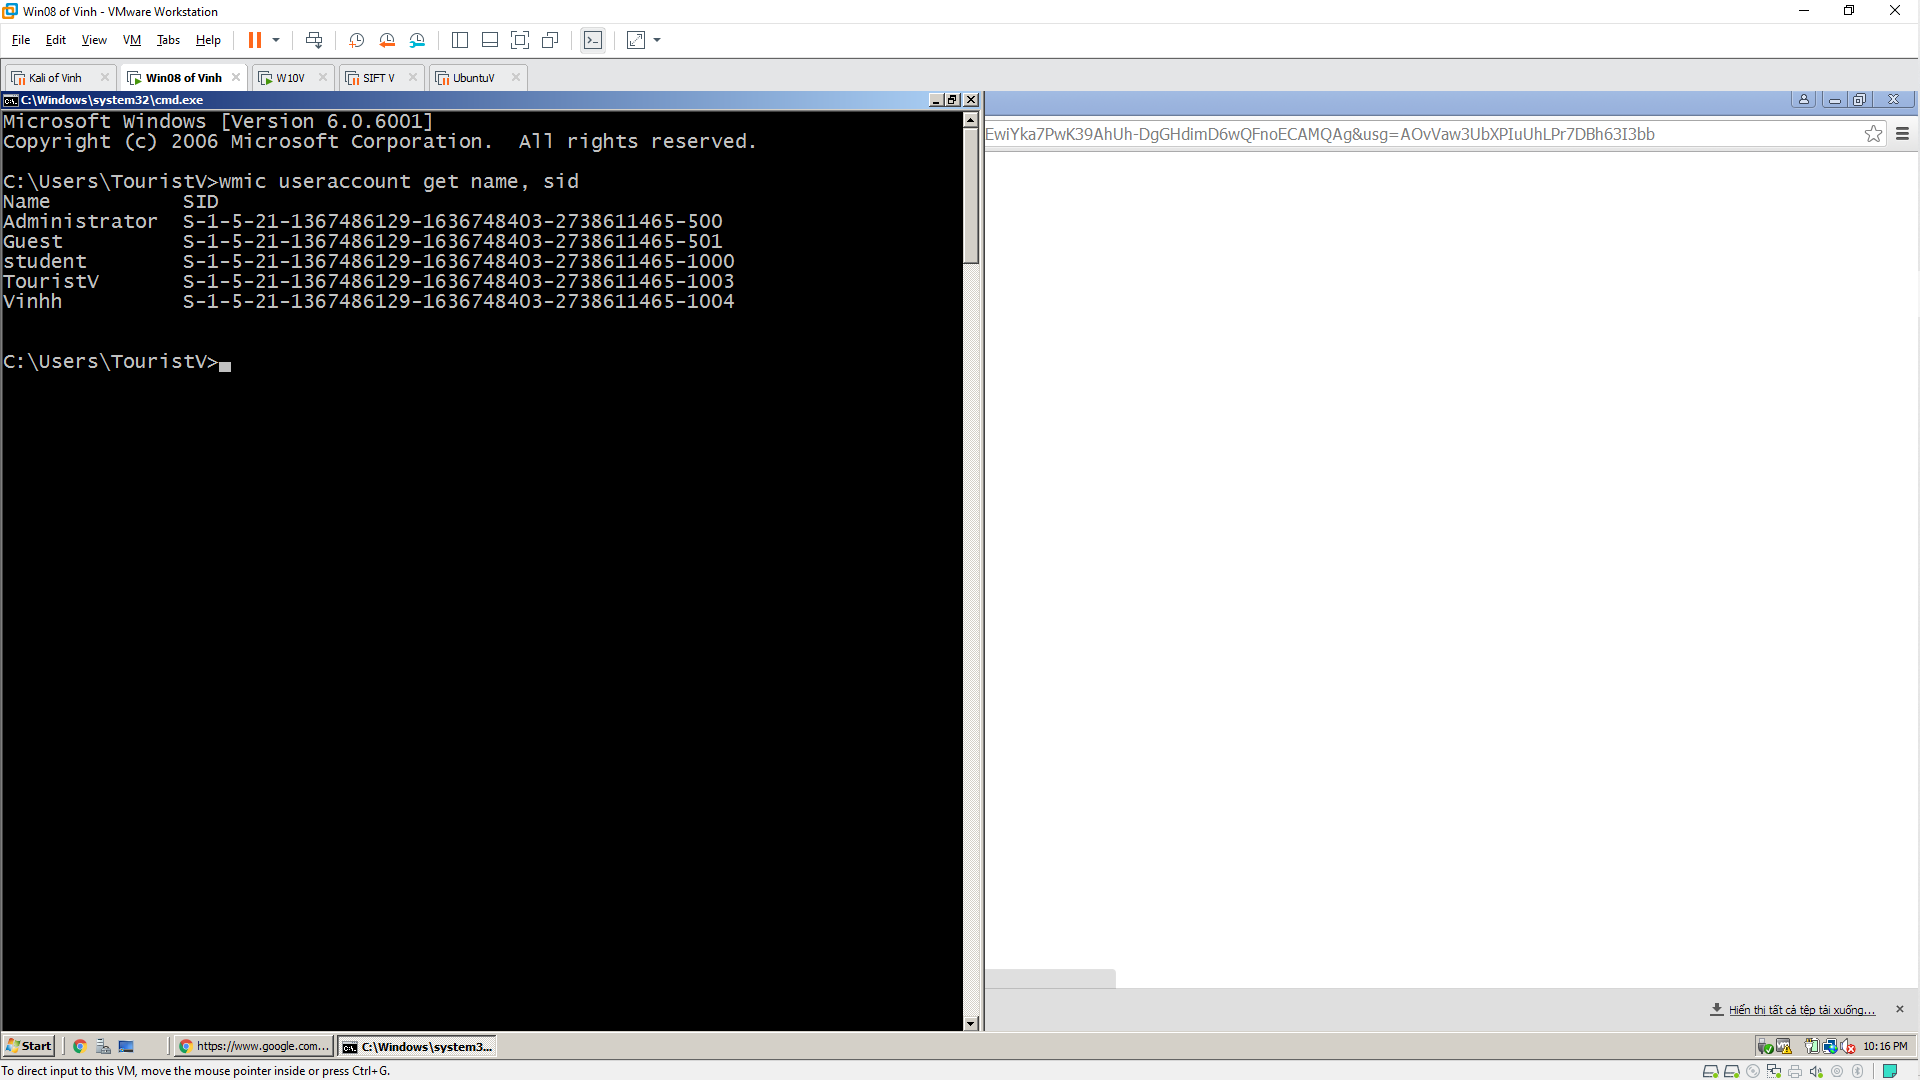 Win08 of Vinh - VMware Workstation
File Edit View VM Tabs Help
Kali of Vinh Win08 of Vinh W10V SIFT V UbuntuV
C:\Windows\system32\cmd.exe
Microsoft Windows [Version 6.0.6001]
Copyright (c) 2006 Microsoft Corporation.  All rights reserved.
C:\Users\TouristV>wmic useraccount get name, sid
Name SID
Administrator S-1-5-21-1367486129-1636748403-2738611465-500
Guest S-1-5-21-1367486129-1636748403-2738611465-501
student S-1-5-21-1367486129-1636748403-2738611465-1000
TouristV S-1-5-21-1367486129-1636748403-2738611465-1003
Vinhh S-1-5-21-1367486129-1636748403-2738611465-1004
C:\Users\TouristV>
EwiYka7PwK39AhUh-DgGHdimD6wQFnoECAMQAg&usg=AOvVaw3UbXPIuUhLPr7DBh63I3bb
Hiển thị tất cả tệp tải xuống...
Start https://www.google.com... C:\Windows\system3... 10:16 PM
To direct input to this VM, move the mouse pointer inside or press Ctrl+G.